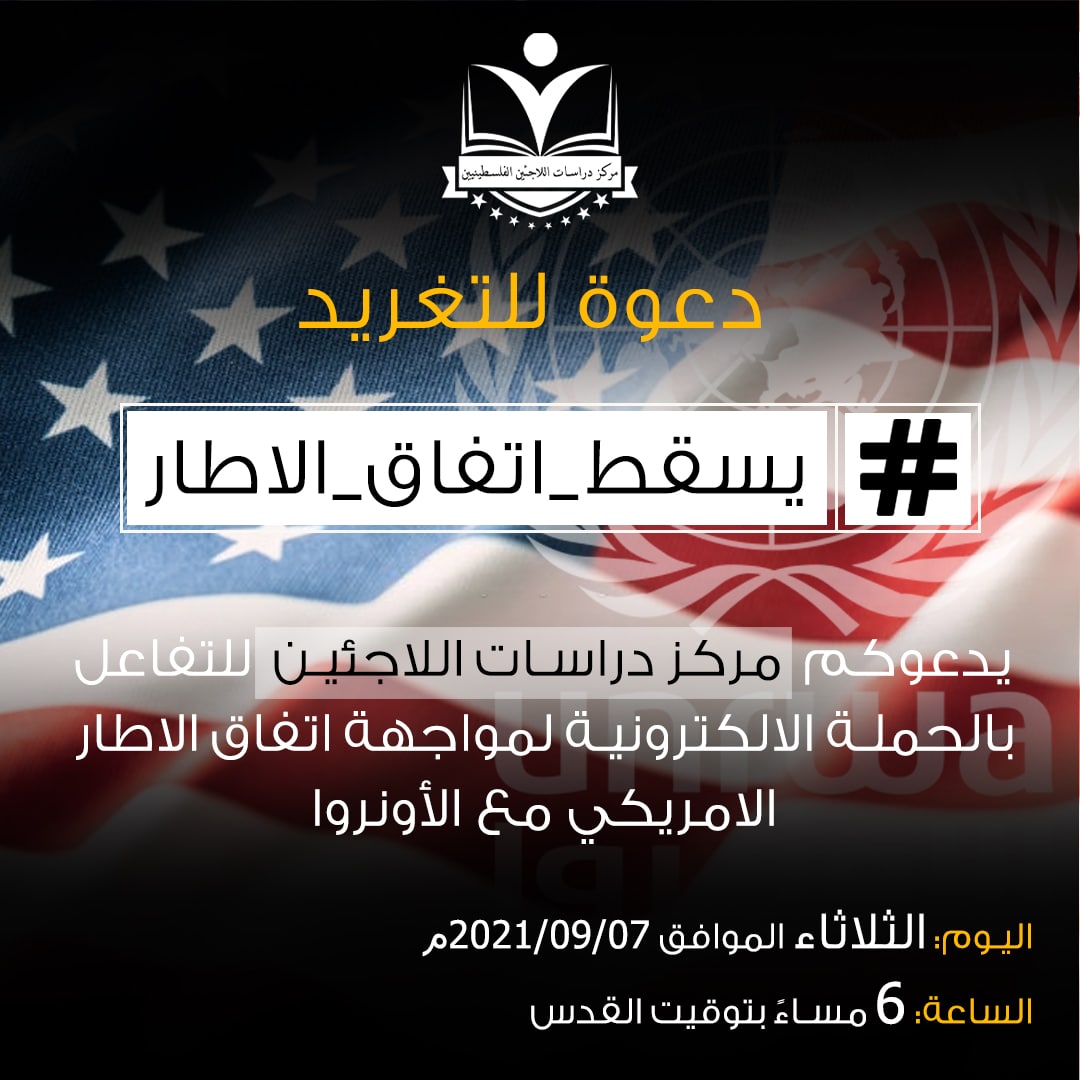 مركز دراسات اللاجئين الفلسطينيين
دعوة للتغريد
#يسقط_اتفاق_الاطار
يدعوكم مركز دراسات اللاجئين للتفاعل
بالحملة الالكترونية لمواجهة اتفاق الاطار
الامريكي مع الأونروا
unrwa
اليوم: الثلاثاء الموافق 2021/09/07م
الساعة: 6 مساءً بتوقيت القدس